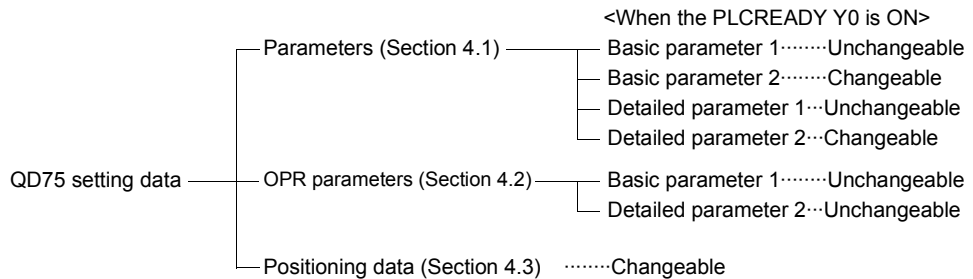 <When the PLCREADY Y0 is ON>
Parameters (Section 4.1) Basic parameter 1········Unchangeable
Basic parameter 2········Changeable
Detailed parameter 1···Unchangeable
Detailed parameter 2···Changeable
QD75 setting data OPR parameters (Section 4.2) Basic parameter 1········Unchangeable
Detailed parameter 2···Unchangeable
Positioning data (Section 4.3) ········Changeable